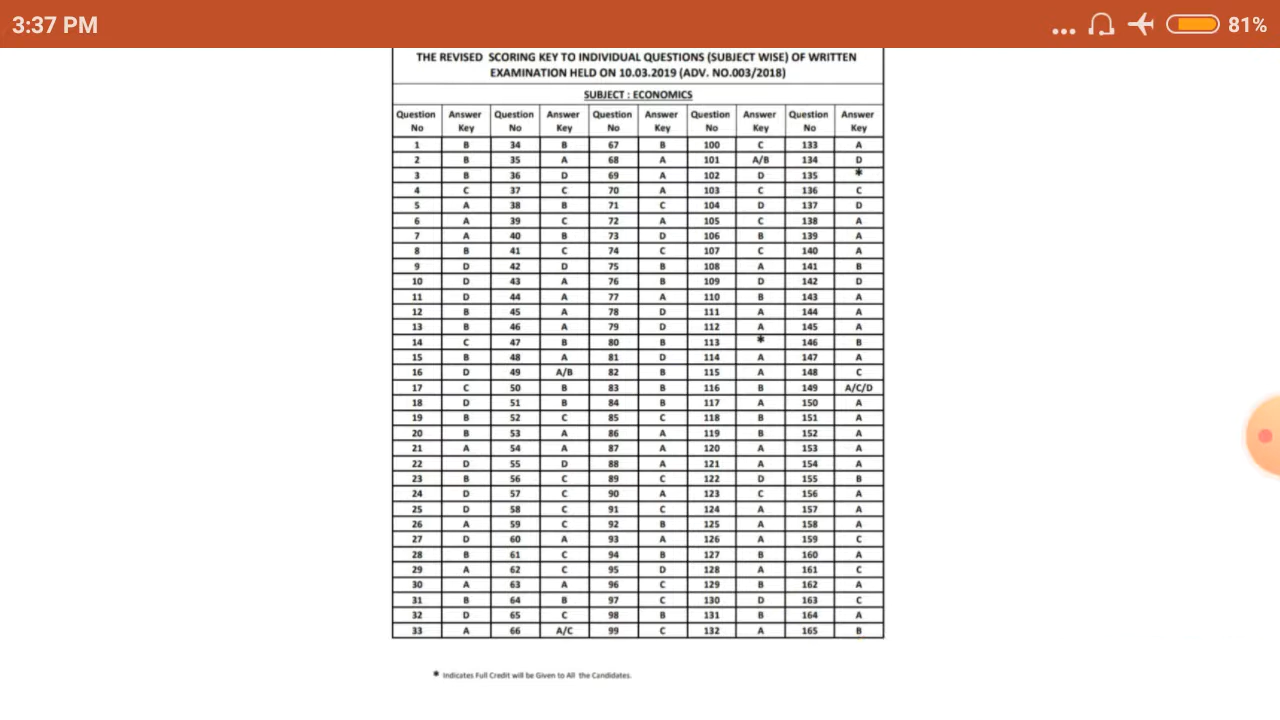 3:37 PM
81%
THE REVISED SCORING KEY TO INDIVIDUAL QUESTIONS (SUBJECT WISE) OF WRITTEN
EXAMINATION HELD ON 10.03.2019 (ADV. NO.003/2018)
SUBJECT : ECONOMICS
Question No Answer Key Question No Answer Key Question No Answer Key Question No Answer Key Question No Answer Key
1 B 34 B 67 B 100 C 133 A
2 B 35 A 68 A 101 A/B 134 D
3 B 36 D 69 A 102 D 135 *
4 C 37 C 70 A 103 C 136 C
5 A 38 B 71 C 104 D 137 D
6 A 39 C 72 A 105 C 138 A
7 A 40 B 73 D 106 B 139 A
8 B 41 C 74 C 107 C 140 A
9 D 42 D 75 B 108 A 141 B
10 D 43 A 76 B 109 D 142 D
11 D 44 A 77 A 110 B 143 A
12 B 45 A 78 D 111 A 144 A
13 B 46 A 79 D 112 A 145 A
14 C 47 B 80 B 113 * 146 B
15 B 48 A 81 D 114 A 147 A
16 D 49 A/B 82 B 115 A 148 C
17 C 50 B 83 B 116 B 149 A/C/D
18 D 51 B 84 B 117 A 150 A
19 B 52 C 85 C 118 B 151 A
20 B 53 A 86 A 119 B 152 A
21 A 54 A 87 A 120 A 153 A
22 D 55 D 88 A 121 A 154 A
23 B 56 C 89 C 122 D 155 B
24 D 57 C 90 A 123 C 156 A
25 D 58 C 91 C 124 A 157 A
26 A 59 C 92 B 125 A 158 A
27 D 60 A 93 A 126 A 159 C
28 B 61 C 94 B 127 B 160 A
29 A 62 C 95 D 128 A 161 C
30 A 63 A 96 C 129 B 162 A
31 B 64 B 97 C 130 D 163 C
32 D 65 C 98 B 131 B 164 A
33 A 66 A/C 99 C 132 A 165 B
* Indicates Full Credit will be Given to All the Candidates.